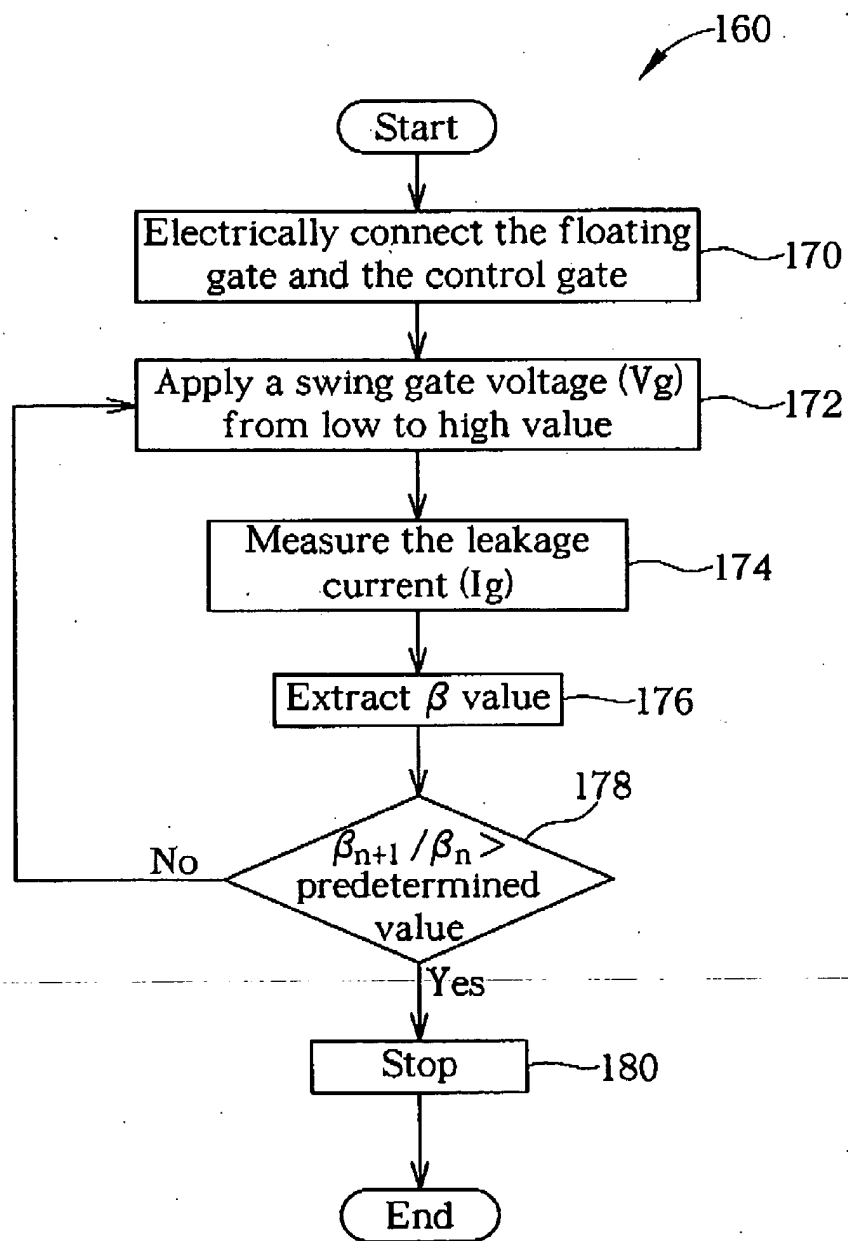 160
Start
Electrically connect the floating
gate and the control gate
170
Apply a swing gate voltage (Vg)
from low to high value
172
Measure the leakage
current (Ig)
174
Extract β value
176
178
βn+1 /βn >
predetermined
value
No
Yes
Stop
180
End